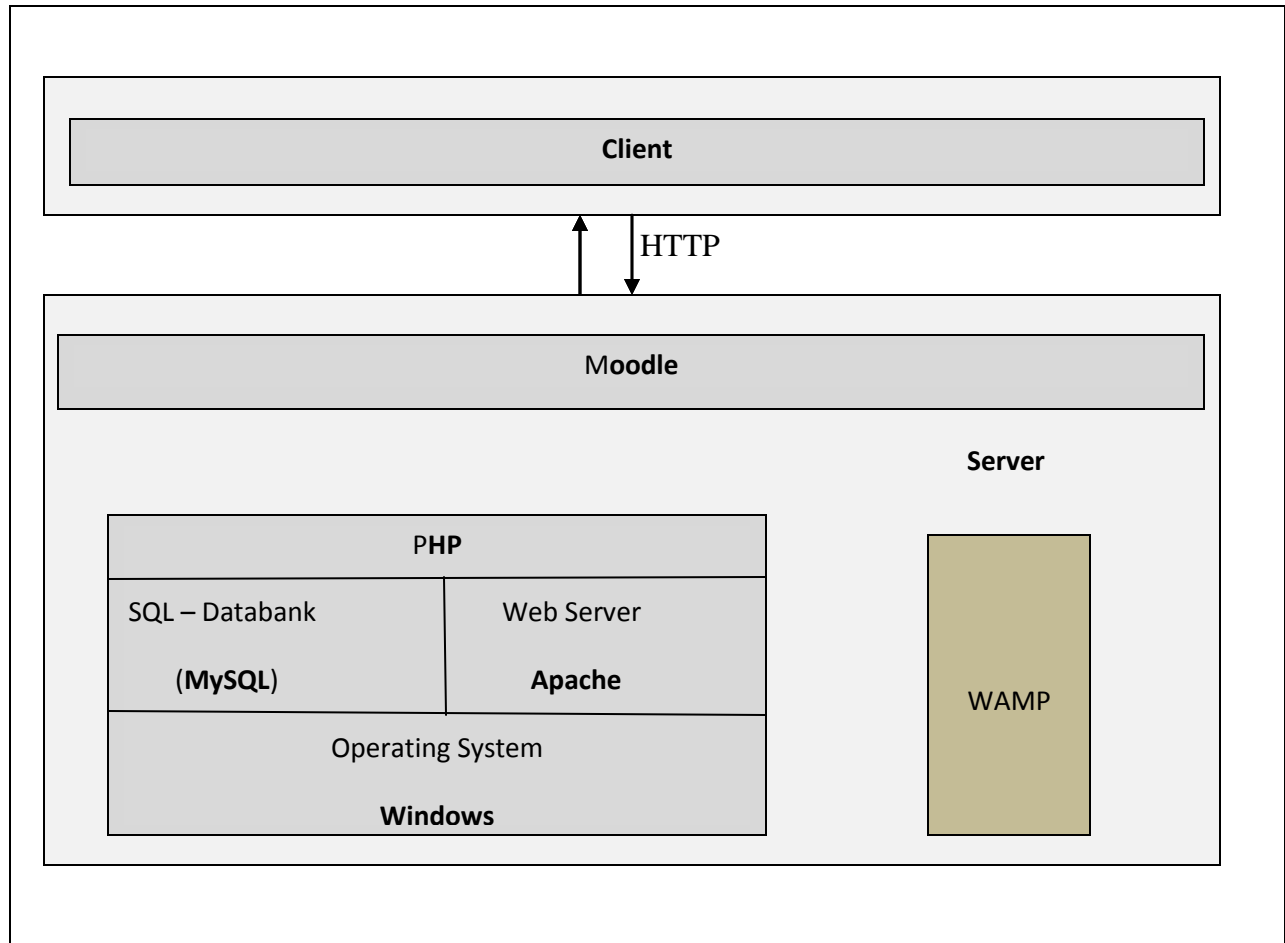 Client
HTTP
Moodle
Server
PHP
SQL – Databank
(MySQL)
Web Server
Apache
WAMP
Operating System
Windows